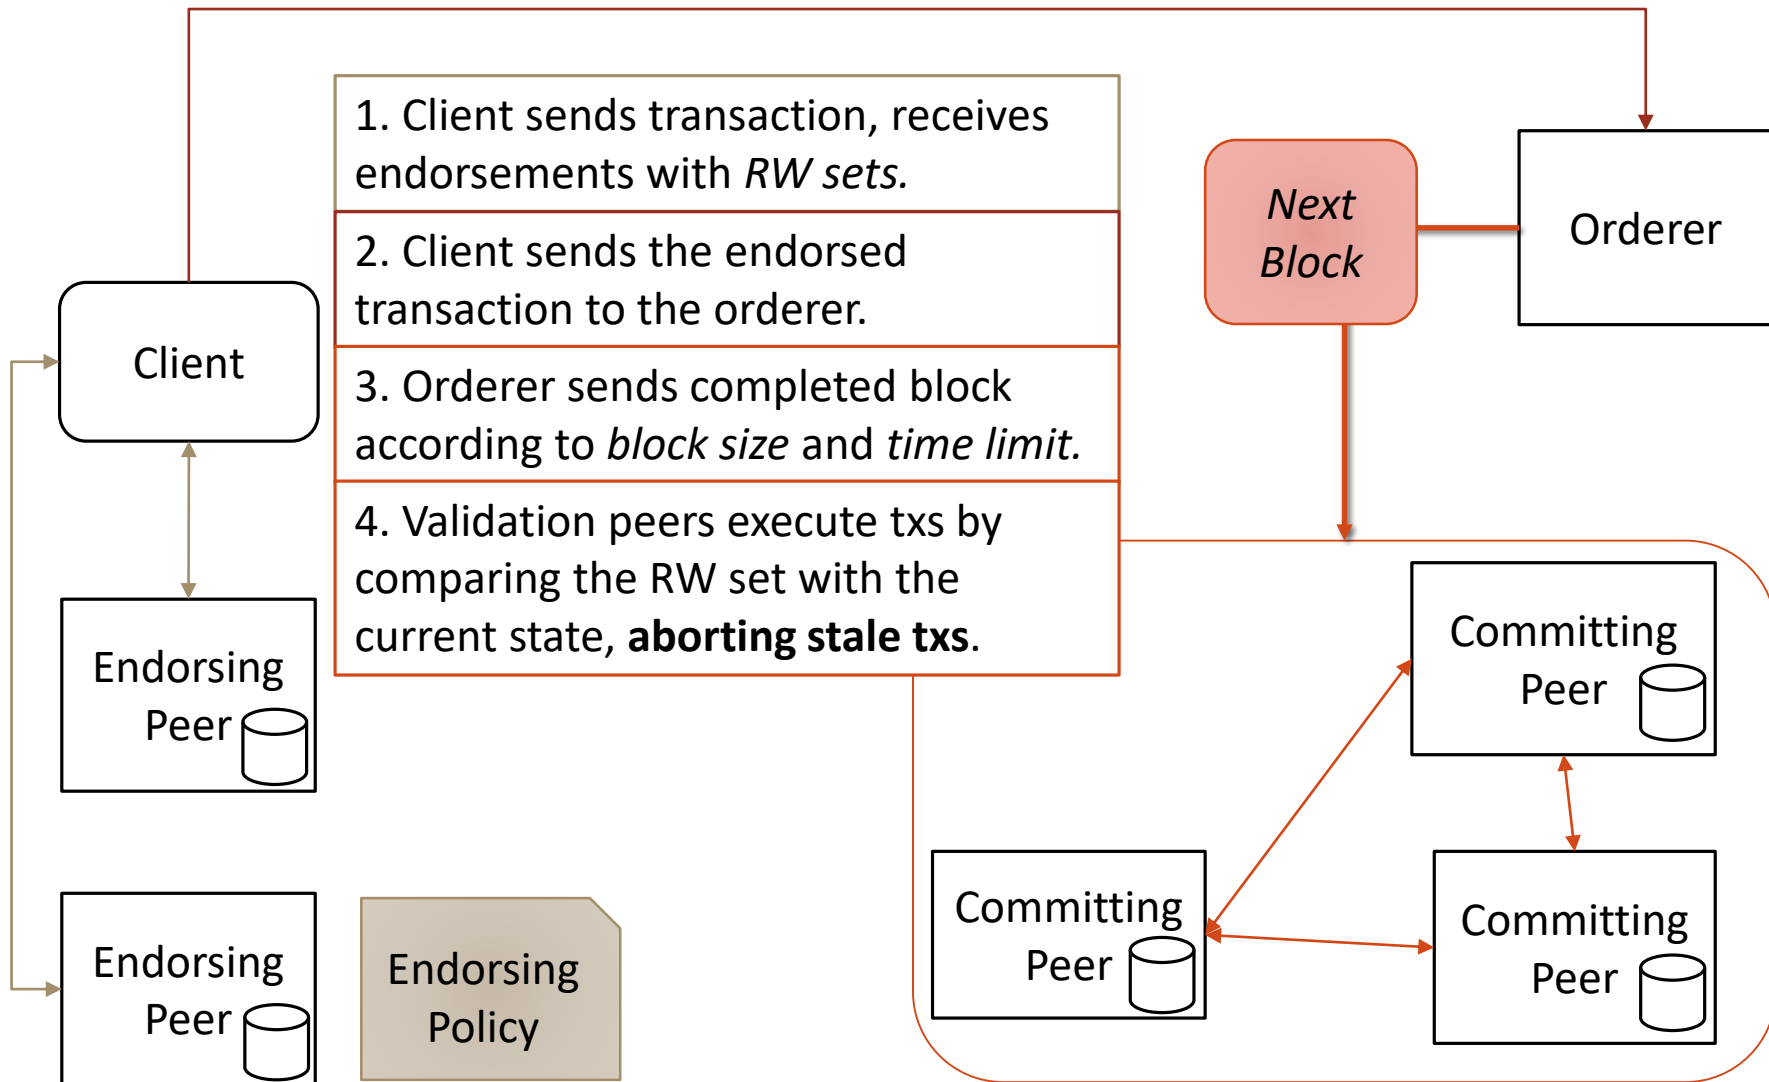 1. Client sends transaction, receives
endorsements with RW sets.
2. Client sends the endorsed
transaction to the orderer.
3. Orderer sends completed block
according to block size and time limit.
4. Validation peers execute txs by
comparing the RW set with the
current state, aborting stale txs.
Next
Block
Orderer
Client
Endorsing
Peer
Endorsing
Peer
Endorsing
Policy
Committing
Peer
Committing
Peer
Committing
Peer